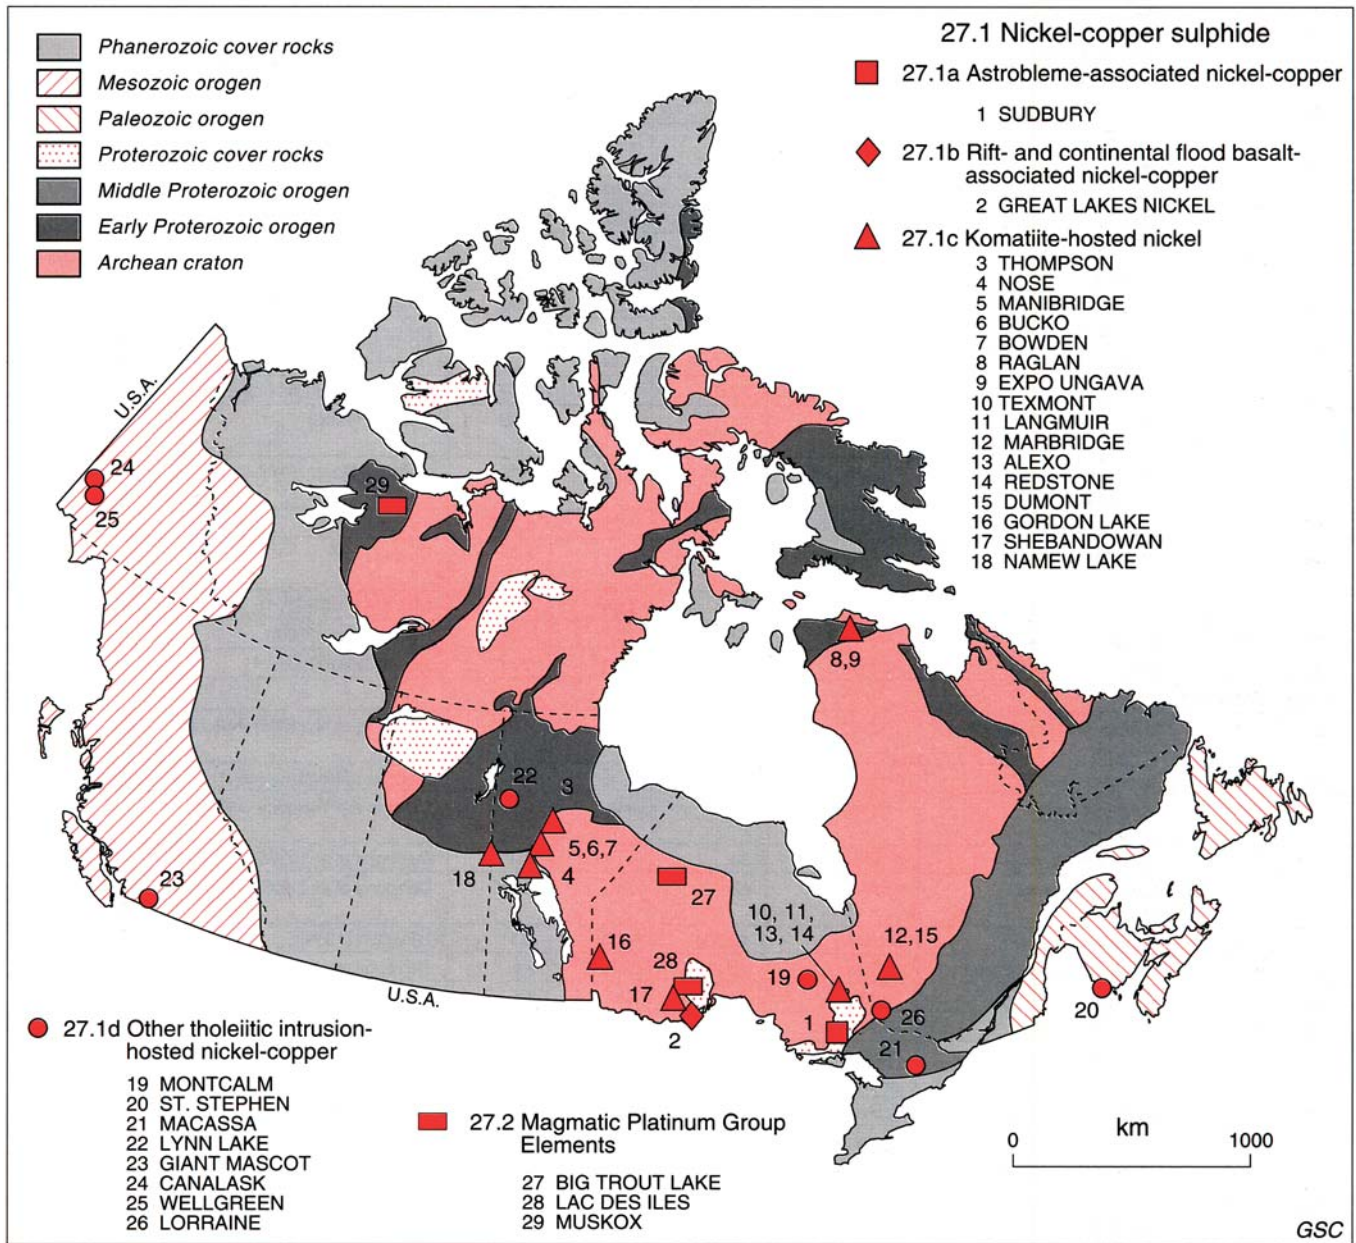 Phanerozoic cover rocks
Mesozoic orogen
Paleozoic orogen
Proterozoic cover rocks
Middle Proterozoic orogen
Early Proterozoic orogen
Archean craton
27.1 Nickel-copper sulphide
27.1a Astrobleme-associated nickel-copper
1 SUDBURY
27.1b Rift- and continental flood basalt-
associated nickel-copper
2 GREAT LAKES NICKEL
27.1c Komatiite-hosted nickel
3 THOMPSON
4 NOSE
5 MANIBRIDGE
6 BUCKO
7 BOWDEN
8 RAGLAN
9 EXPO UNGAVA
10 TEXMONT
11 LANGMUIR
12 MARBRIDGE
13 ALEXO
14 REDSTONE
15 DUMONT
16 GORDON LAKE
17 SHEBANDOWAN
18 NAMEW LAKE
U.S.A.
24
25
29
8,9
22
3
5,6,7
18
4
23
27
10, 11,
13, 14
12,15
16
28
19
17
20
26
1
2
21
U.S.A.
27.1d Other tholeiitic intrusion-
hosted nickel-copper
19 MONTCALM
20 ST. STEPHEN
21 MACASSA
22 LYNN LAKE
23 GIANT MASCOT
24 CANALASK
25 WELLGREEN
26 LORRAINE
27.2 Magmatic Platinum Group
Elements
27 BIG TROUT LAKE
28 LAC DES ILES
29 MUSKOX
km
0 1000
GSC